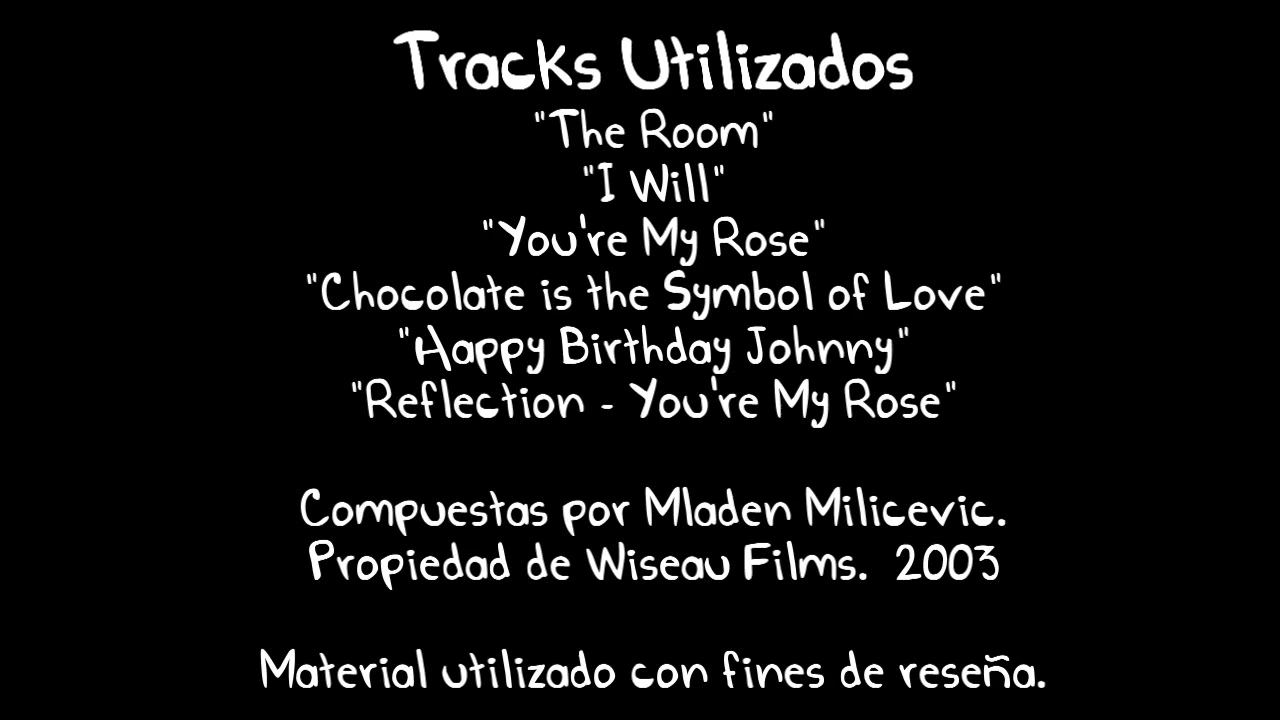 Tracks Utilizados
"The Room"
"I Will"
"You're My Rose"
"Chocolate is the Symbol of Love"
"Happy Birthday Johnny"
"Reflection - You're My Rose"
Compuestas por Mladen Milicevic.
Propiedad de Wiseau Films. 2003
Material utilizado con fines de reseña.